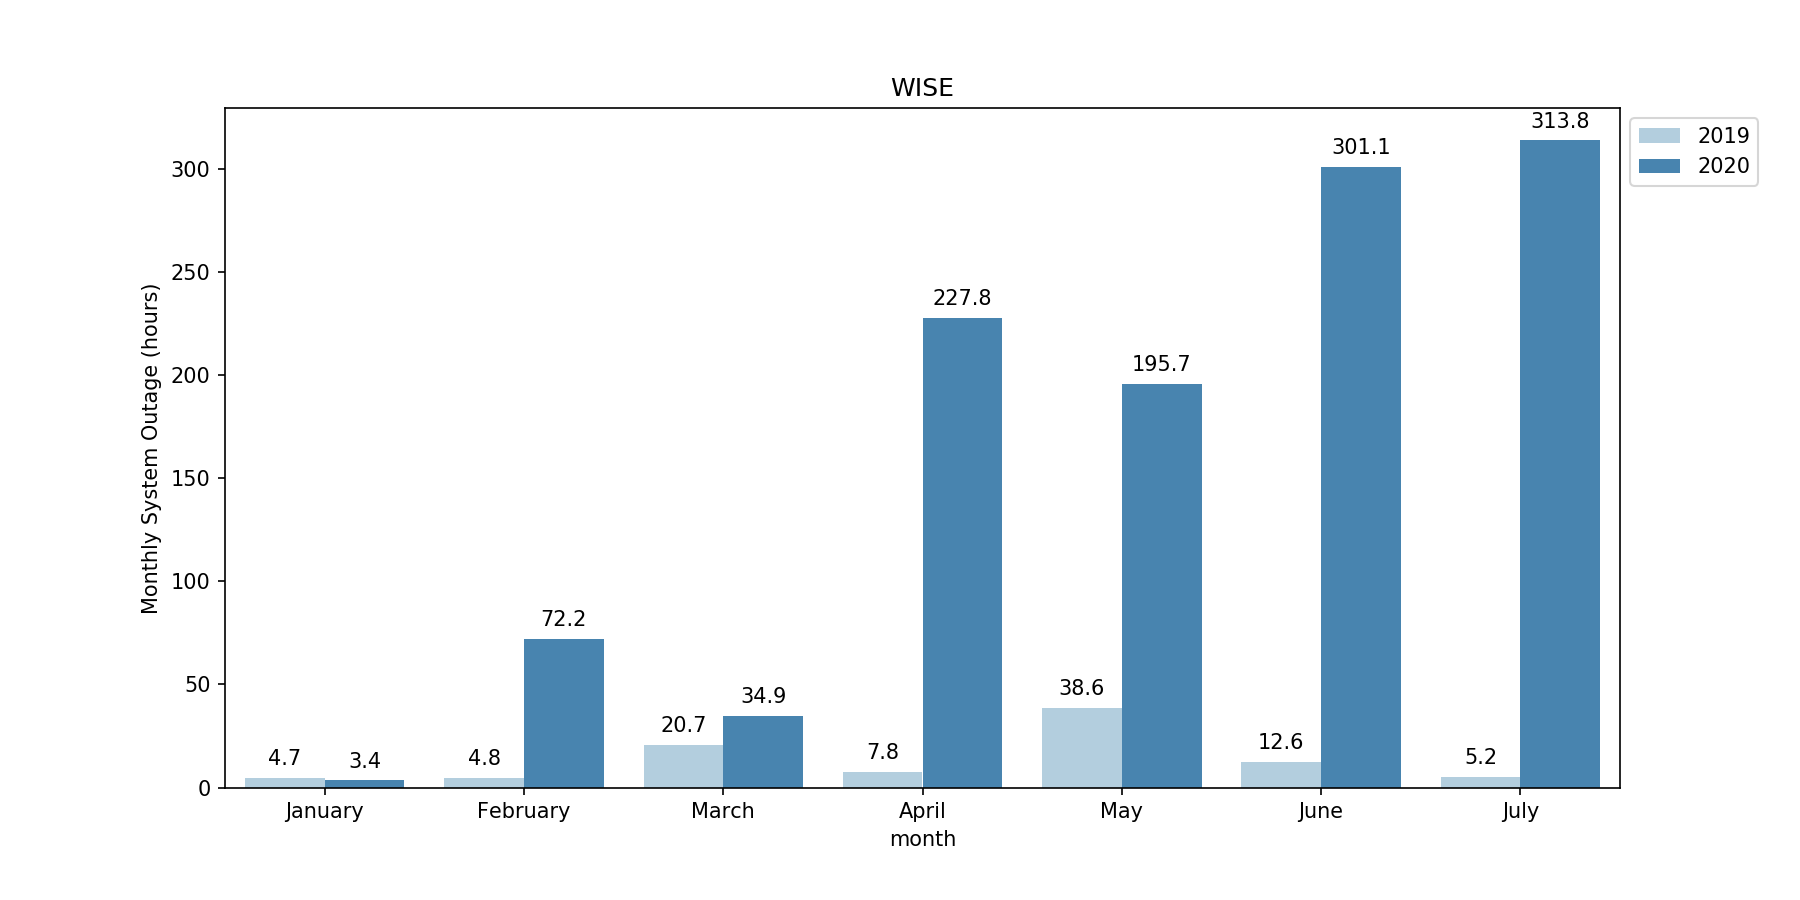 WISE
2019
2020
Monthly System Outage (hours)
300
250
200
150
100
50
0
4.7
3.4
4.8
72.2
20.7
34.9
7.8
227.8
38.6
195.7
12.6
301.1
5.2
313.8
January
February
March
April
May
June
July
month